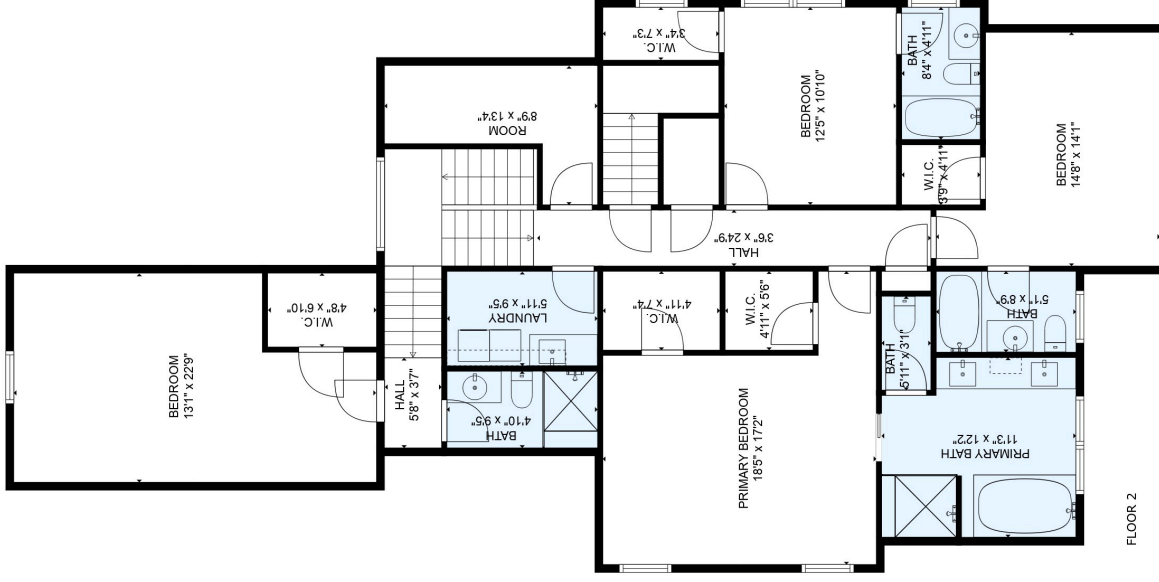 W.I.C.
3'4" x 7'3"
BATH
8'4" x 4'11"
ROOM
8'9" x 13'4"
BEDROOM
12'5" x 10'10"
W.I.C.
3'9" x 4'11"
BEDROOM
14'8" x 14'1"
HALL
3'6" x 24'9"
BEDROOM
13'1" x 22'9"
W.I.C.
4'8" x 6'10"
HALL
5'8" x 3'7"
LAUNDRY
5'11" x 9'5"
W.I.C.
4'11" x 7'4"
W.I.C.
4'11" x 5'6"
BATH
5'11" x 3'1"
BATH
5'1" x 8'9"
BATH
4'10" x 9'5"
PRIMARY BEDROOM
18'5" x 17'2"
PRIMARY BATH
11'3" x 12'2"
FLOOR 2